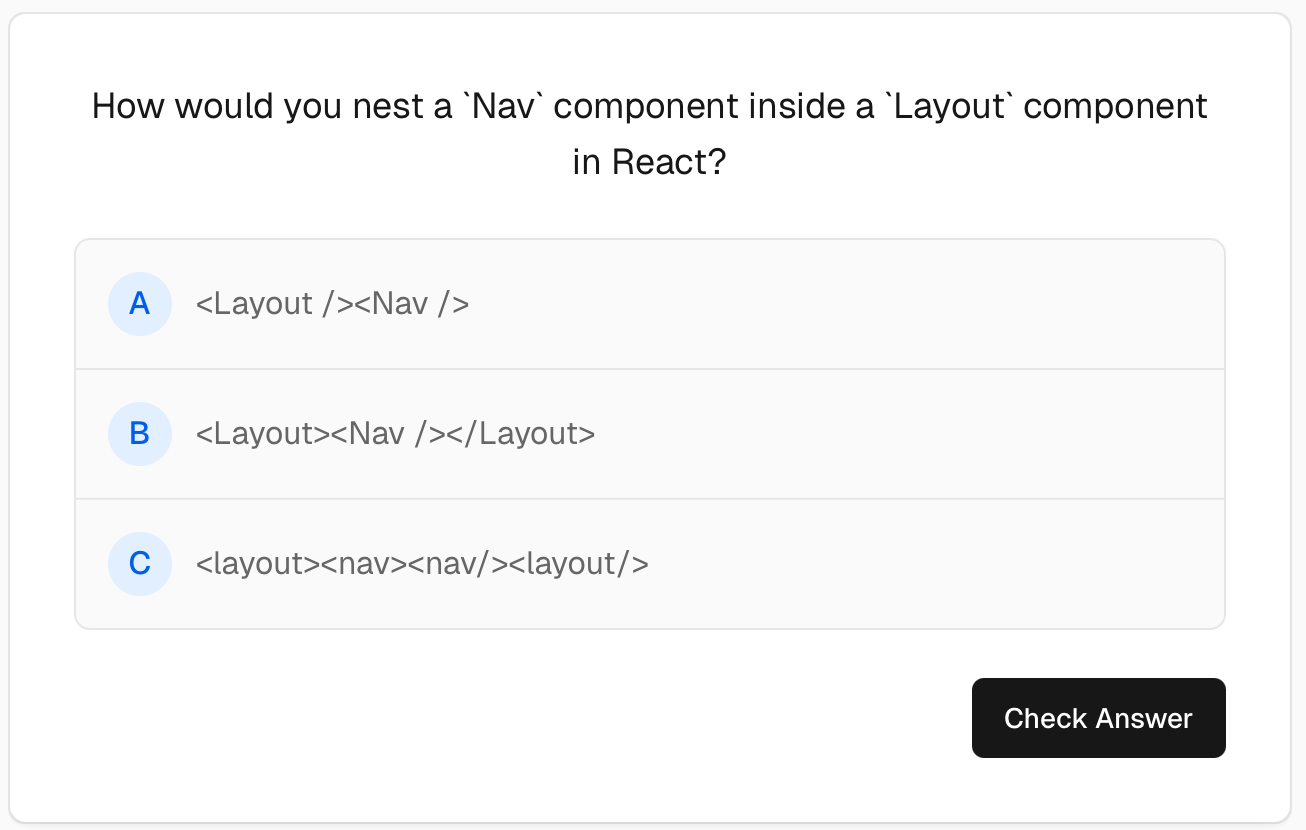 How would you nest a `Nav` component inside a `Layout` component
in React?
A <Layout /><Nav />
B <Layout><Nav /></Layout>
C <layout><nav><nav/><layout/>
Check Answer